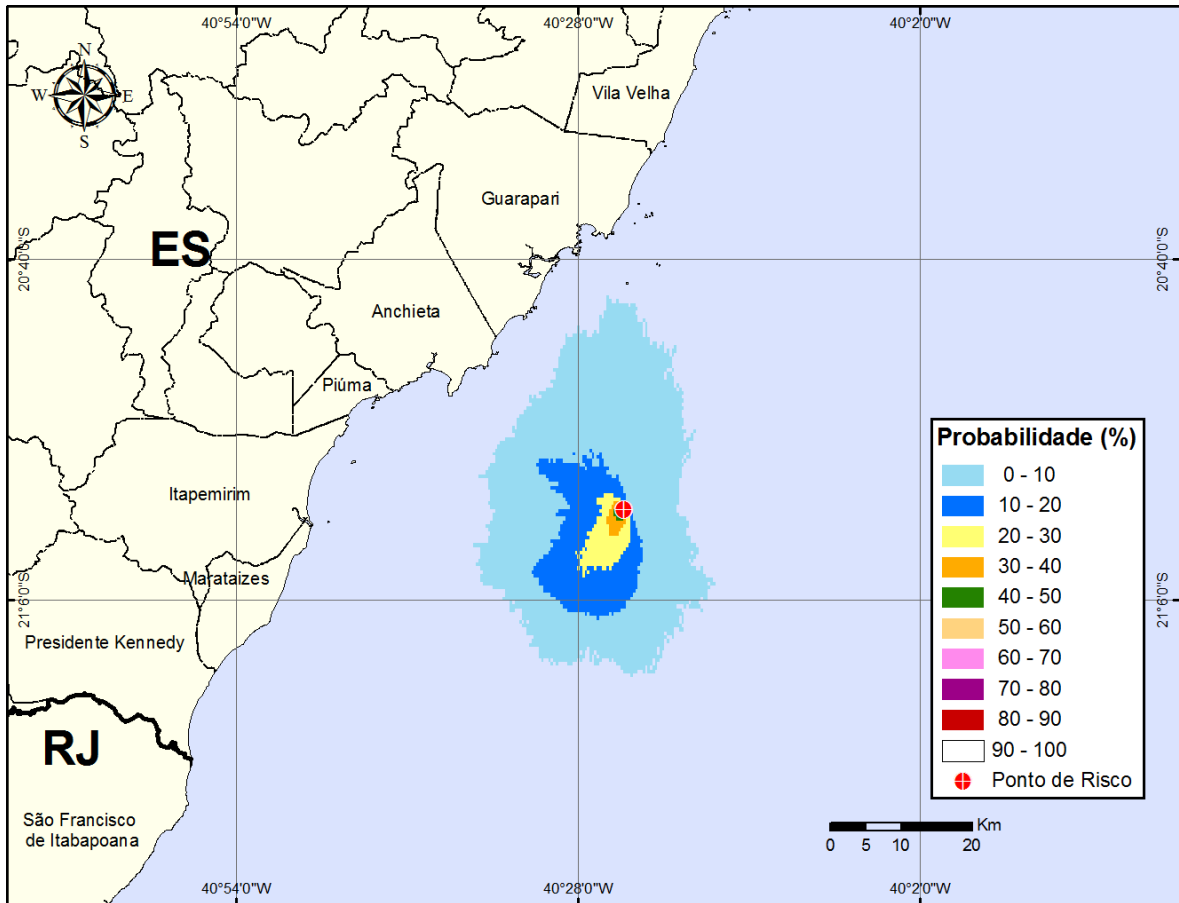 40°54'0"W
40°28'0"W
40°2'0"W
N
W
E
S
Vila Velha
Guarapari
ES
20°40'0"S
20°40'0"S
Anchieta
Piúma
Itapemirim
Marataizes
21°6'0"S
21°6'0"S
Presidente Kennedy
RJ
São Francisco
de Itabapoana
Probabilidade (%)
0 - 10
10 - 20
20 - 30
30 - 40
40 - 50
50 - 60
60 - 70
70 - 80
80 - 90
90 - 100
Ponto de Risco
Km
0 5 10 20
40°54'0"W
40°28'0"W
40°2'0"W